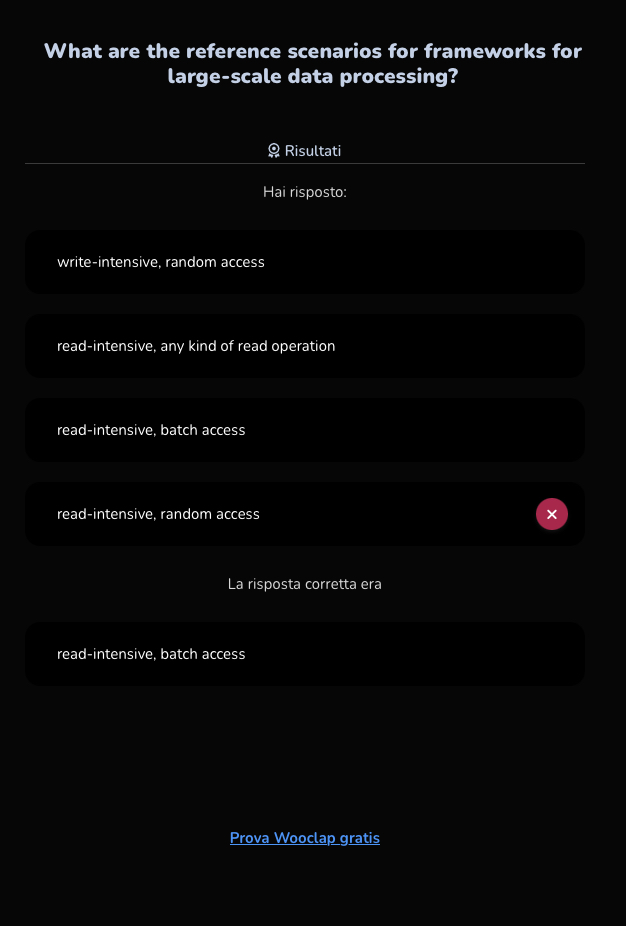 What are the reference scenarios for frameworks for
large-scale data processing?
Risultati
Hai risposto:
write-intensive, random access
read-intensive, any kind of read operation
read-intensive, batch access
read-intensive, random access
La risposta corretta era
read-intensive, batch access
Prova Wooclap gratis